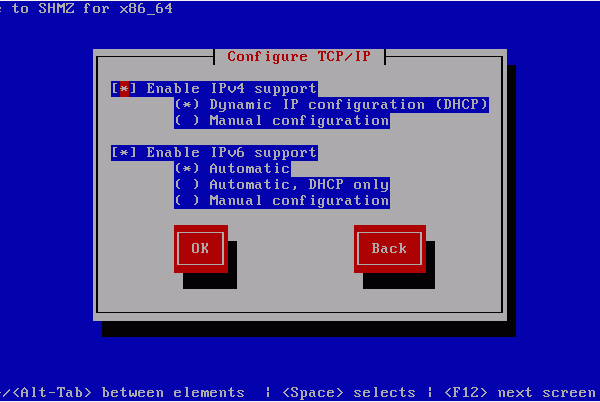 to SHMZ for x86_64
Configure TCP/IP
[*] Enable IPv4 support
(*) Dynamic IP configuration (DHCP)
( ) Manual configuration
[*] Enable IPv6 support
(*) Automatic
( ) Automatic, DHCP only
( ) Manual configuration
OK Back
/<Alt-Tab> between elements | <Space> selects | <F12> next screen